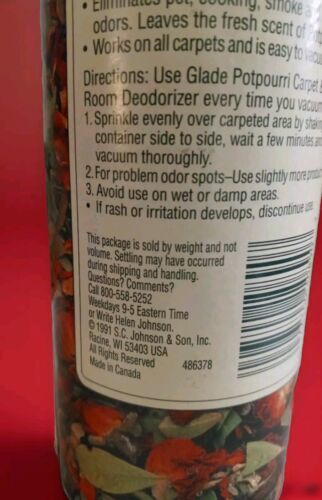 • Eliminates pet, cooking, smoke
odors. Leaves the fresh scent of
• Works on all carpets and is easy to
Directions: Use Glade Potpourri Carpet &
Room Deodorizer every time you vacuum
1. Sprinkle evenly over carpeted area by shaking
container side to side, wait a few minutes and
vacuum thoroughly.
2. For problem odor spots–Use slightly more product
3. Avoid use on wet or damp areas.
• If rash or irritation develops, discontinue use.
This package is sold by weight and not
volume. Settling may have occurred
during shipping and handling.
Questions? Comments?
Call 800-558-5252
Weekdays 9-5 Eastern Time
or Write Helen Johnson.
©1991 S.C. Johnson & Son, Inc.
Racine, WI 53403 USA
All Rights Reserved
Made in Canada
486378